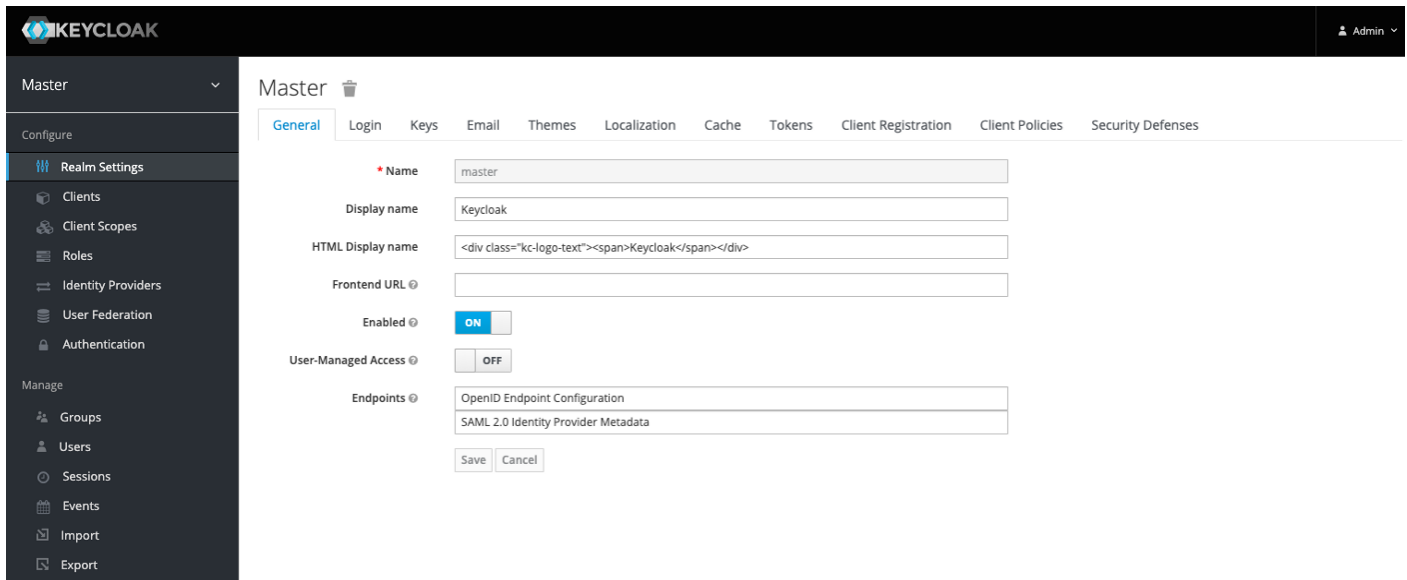 KEYCLOAK
Admin
Master
Configure
Realm Settings
Clients
Client Scopes
Roles
Identity Providers
User Federation
Authentication
Manage
Groups
Users
Sessions
Events
Import
Export
Master
General Login Keys Email Themes Localization Cache Tokens Client Registration Client Policies Security Defenses
* Name master
Display name Keycloak
HTML Display name <div class="kc-logo-text"><span>Keycloak</span></div>
Frontend URL
Enabled ON
User-Managed Access OFF
Endpoints OpenID Endpoint Configuration
SAML 2.0 Identity Provider Metadata
Save Cancel